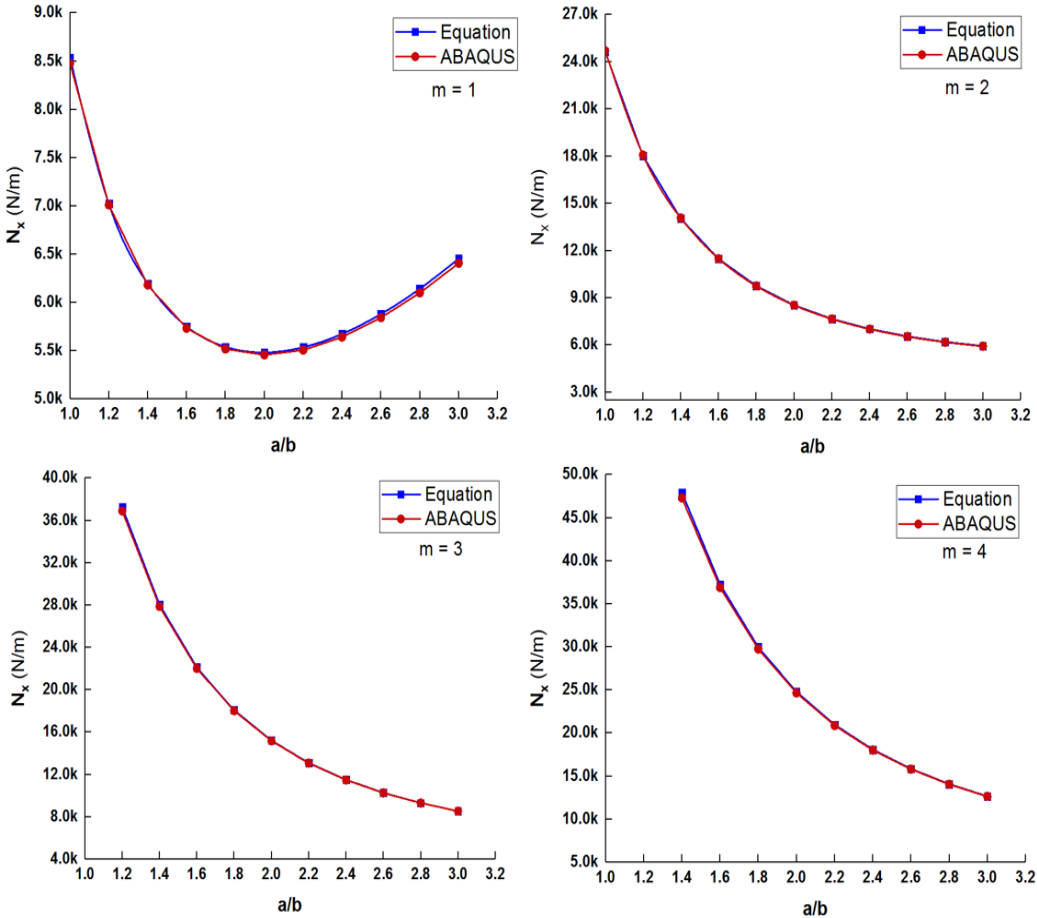 9.0k
8.5k
8.0k
7.5k
7.0k
6.5k
6.0k
5.5k
5.0k
Nx (N/m)
Equation
ABAQUS
m = 1
1.0 1.2 1.4 1.6 1.8 2.0 2.2 2.4 2.6 2.8 3.0 3.2
a/b
27.0k
24.0k
21.0k
18.0k
15.0k
12.0k
9.0k
6.0k
3.0k
Nx (N/m)
Equation
ABAQUS
m = 2
1.0 1.2 1.4 1.6 1.8 2.0 2.2 2.4 2.6 2.8 3.0 3.2
a/b
40.0k
36.0k
32.0k
28.0k
24.0k
20.0k
16.0k
12.0k
8.0k
4.0k
Nx (N/m)
Equation
ABAQUS
m = 3
1.0 1.2 1.4 1.6 1.8 2.0 2.2 2.4 2.6 2.8 3.0 3.2
a/b
50.0k
45.0k
40.0k
35.0k
30.0k
25.0k
20.0k
15.0k
10.0k
5.0k
Nx (N/m)
Equation
ABAQUS
m = 4
1.0 1.2 1.4 1.6 1.8 2.0 2.2 2.4 2.6 2.8 3.0 3.2
a/b